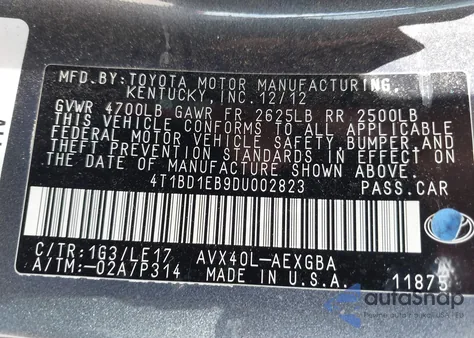 MFD.BY: TOYOTA MOTOR MANUFACTURING,
KENTUCKY, INC. 12/12
GVWR 4700LB GAWR FR 2625LB RR 2500LB
THIS VEHICLE CONFORMS TO ALL APPLICABLE
FEDERAL MOTOR VEHICLE SAFETY, BUMPER, AND
THEFT PREVENTION STANDARDS IN EFFECT ON THE
DATE OF MANUFACTURE SHOWN ABOVE.
4T1BD1EB9DU002823 PASS.CAR
C/TR:1G3/LE17 AVX40L-AEXGBA
A/TM:-02A7P314 MADE IN U.S.A. 11875
autosnap